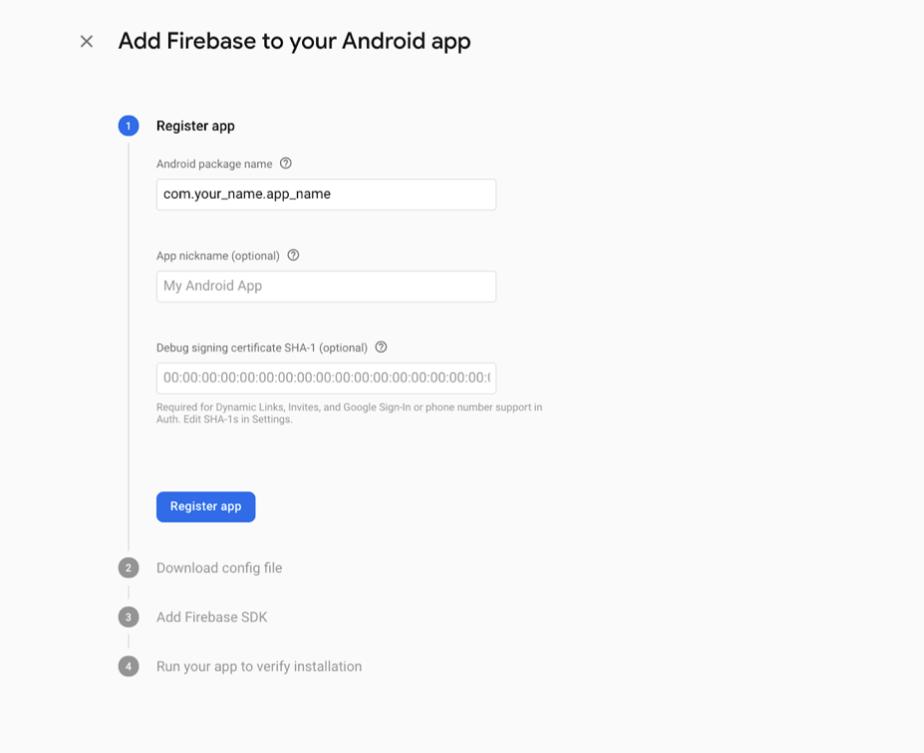 Add Firebase to your Android app
1 Register app
Android package name
com.your_name.app_name
App nickname (optional)
My Android App
Debug signing certificate SHA-1 (optional)
00:00:00:00:00:00:00:00:00:00:00:00:00:00:00:00:00:
Required for Dynamic Links, Invites, and Google Sign-In or phone number support in
Auth. Edit SHA-1s in Settings.
Register app
2 Download config file
3 Add Firebase SDK
4 Run your app to verify installation